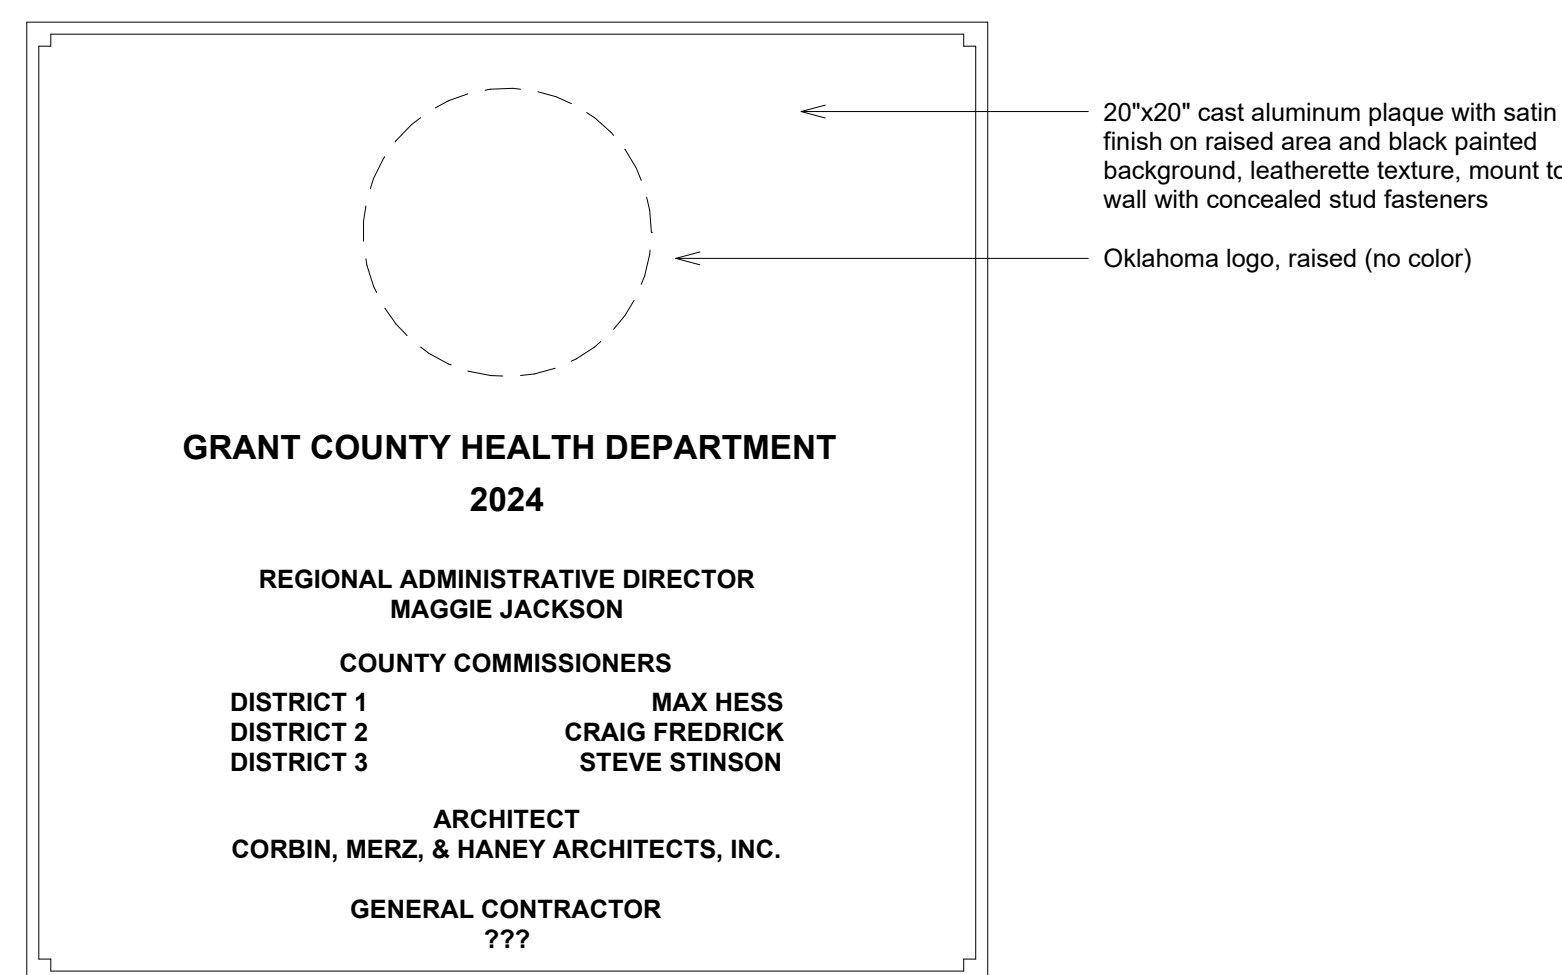 20"x20" cast aluminum plaque with satin
finish on raised area and black painted
background, leatherette texture, mount to
wall with concealed stud fasteners
Oklahoma logo, raised (no color)
GRANT COUNTY HEALTH DEPARTMENT
2024
REGIONAL ADMINISTRATIVE DIRECTOR
MAGGIE JACKSON
COUNTY COMMISSIONERS
DISTRICT 1 MAX HESS
DISTRICT 2 CRAIG FREDRICK
DISTRICT 3 STEVE STINSON
ARCHITECT
CORBIN, MERZ, & HANEY ARCHITECTS, INC.
GENERAL CONTRACTOR
???